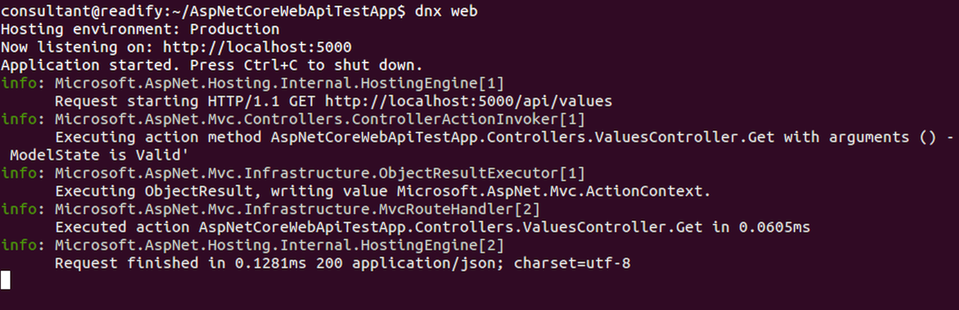 consultant@readify:~/AspNetCoreWebApiTestApp$ dnx web
Hosting environment: Production
Now listening on: http://localhost:5000
Application started. Press Ctrl+C to shut down.
info: Microsoft.AspNet.Hosting.Internal.HostingEngine[1]
      Request starting HTTP/1.1 GET http://localhost:5000/api/values
info: Microsoft.AspNet.Mvc.Controllers.ControllerActionInvoker[1]
      Executing action method AspNetCoreWebApiTestApp.Controllers.ValuesController.Get with arguments () -
 ModelState is Valid'
info: Microsoft.AspNet.Mvc.Infrastructure.ObjectResultExecutor[1]
      Executing ObjectResult, writing value Microsoft.AspNet.Mvc.ActionContext.
info: Microsoft.AspNet.Mvc.Infrastructure.MvcRouteHandler[2]
      Executed action AspNetCoreWebApiTestApp.Controllers.ValuesController.Get in 0.0605ms
info: Microsoft.AspNet.Hosting.Internal.HostingEngine[2]
      Request finished in 0.1281ms 200 application/json; charset=utf-8